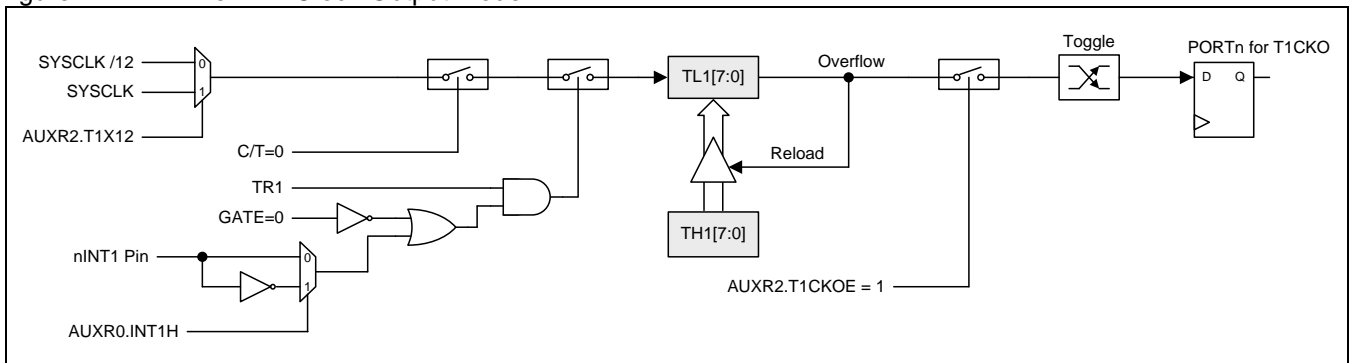 SYSCLK /12
0
SYSCLK
1
AUXR2.T1X12
C/T=0
TR1
GATE=0
nINT1 Pin
0
1
AUXR0.INT1H
TL1[7:0]
Overflow
Reload
TH1[7:0]
AUXR2.T1CKOE = 1
Toggle
PORTn for T1CKO
D Q